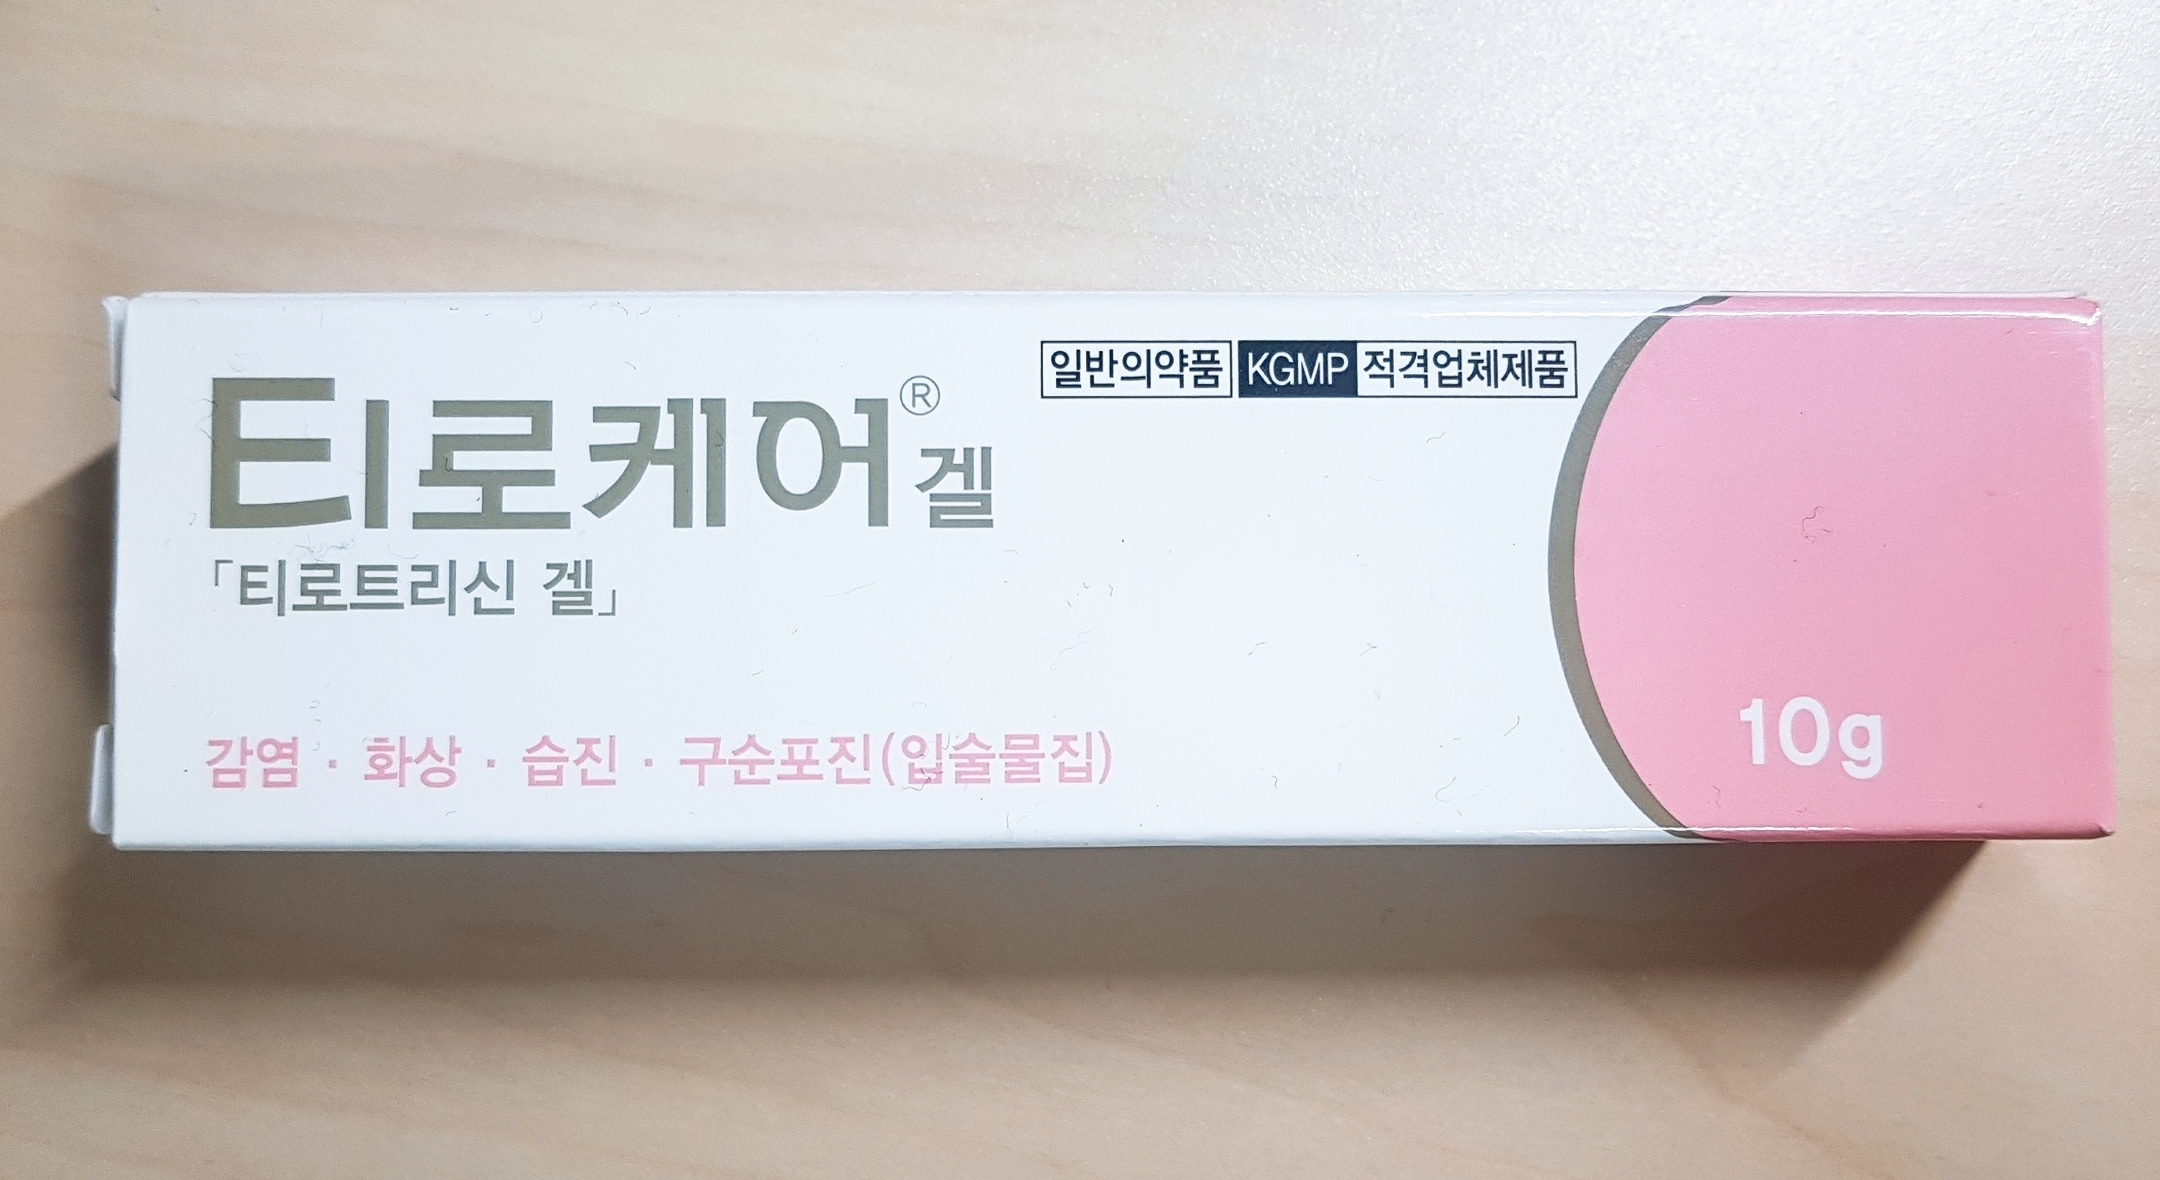 일반의약품 KGMP 적격업체제품
티로케어® 겔
「티로트리신 겔」
감염 · 화상 · 습진 · 구순포진(입술물집)
10g